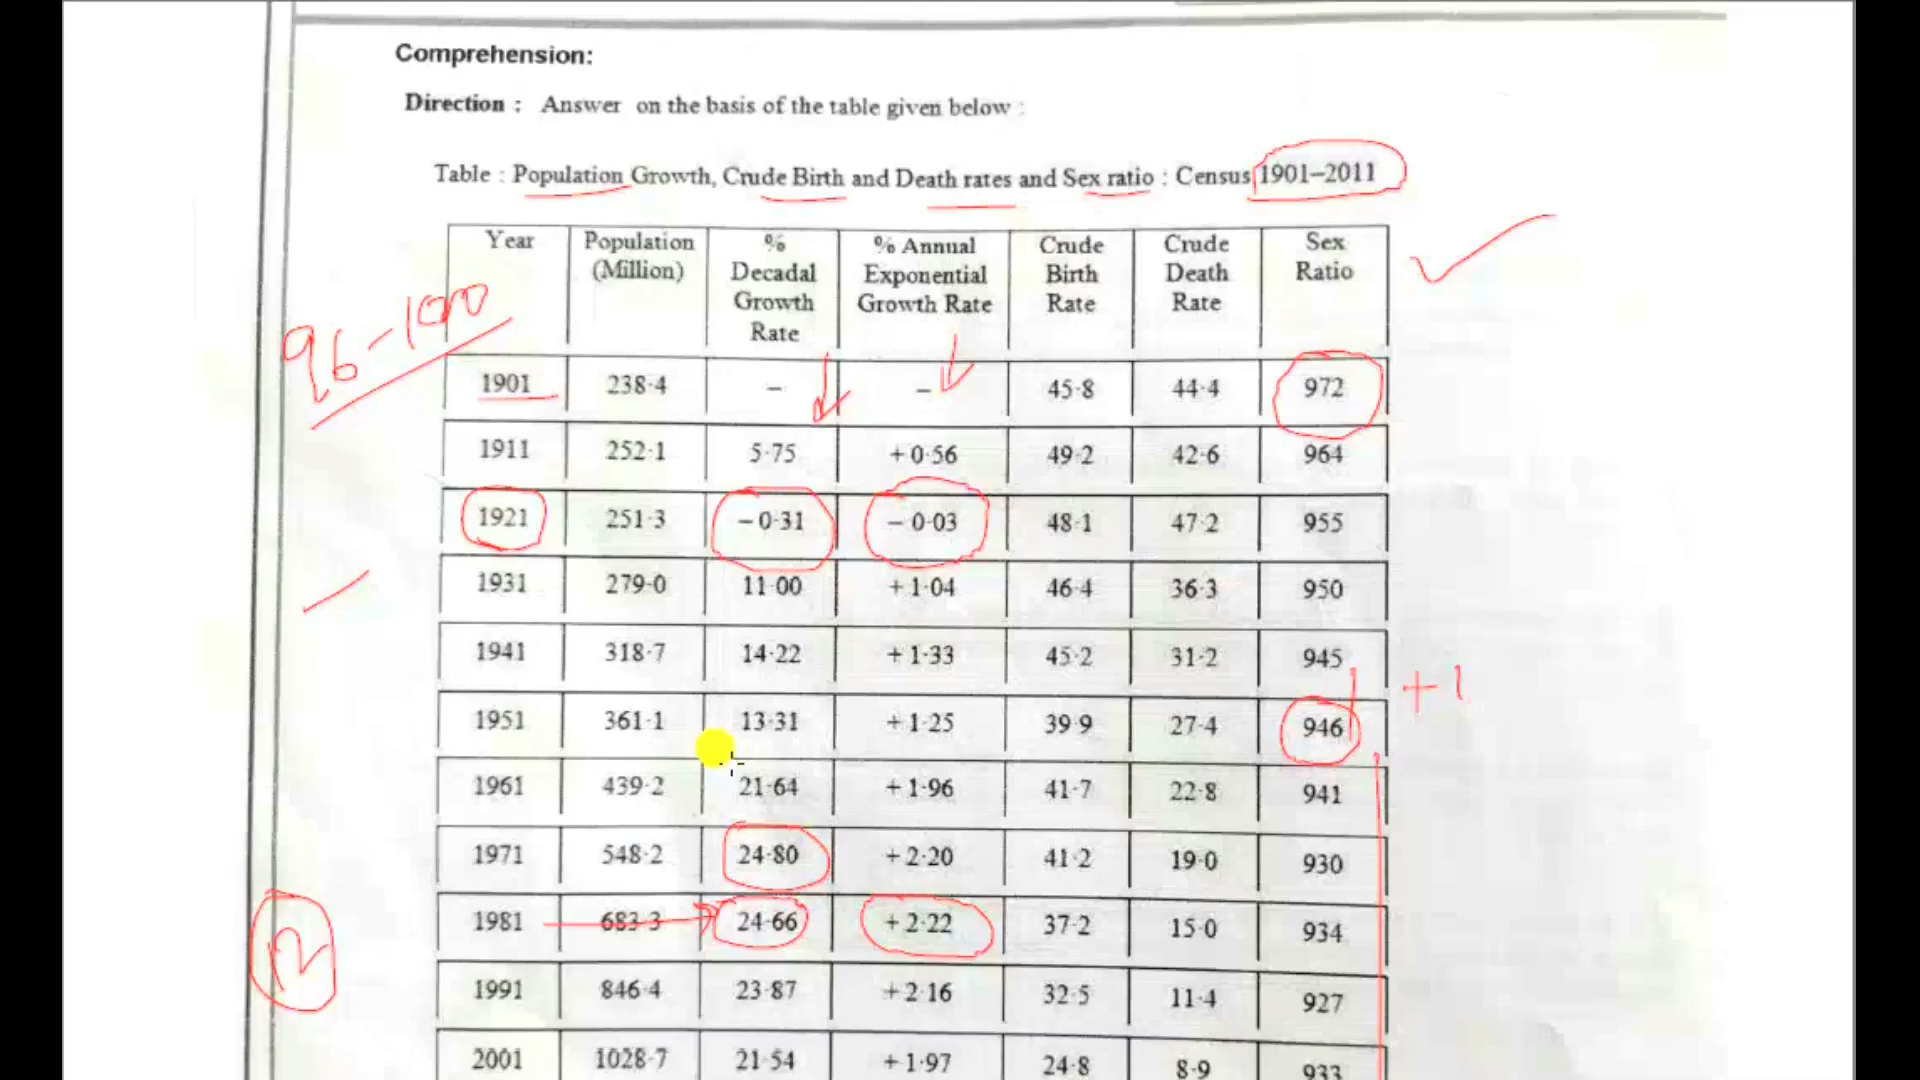 Comprehension:
Direction : Answer on the basis of the table given below :
Table : Population Growth, Crude Birth and Death rates and Sex ratio : Census 1901–2011
Year Population (Million) % Decadal Growth Rate % Annual Exponential Growth Rate Crude Birth Rate Crude Death Rate Sex Ratio
96-100
1901 238·4 – – 45·8 44·4 972
1911 252·1 5·75 +0·56 49·2 42·6 964
1921 251·3 –0·31 –0·03 48·1 47·2 955
1931 279·0 11·00 +1·04 46·4 36·3 950
1941 318·7 14·22 +1·33 45·2 31·2 945
+1
1951 361·1 13·31 +1·25 39·9 27·4 946
1961 439·2 21·64 +1·96 41·7 22·8 941
1971 548·2 24·80 +2·20 41·2 19·0 930
1981 683·3 24·66 +2·22 37·2 15·0 934
1991 846·4 23·87 +2·16 32·5 11·4 927
2001 1028·7 21·54 +1·97 24·8 8·9 933